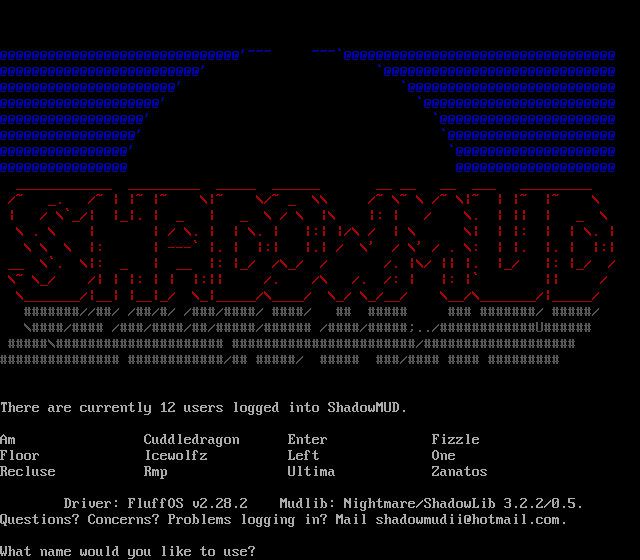 SHADOWMUD
There are currently 12 users logged into ShadowMUD.
Am Cuddledragon Enter Fizzle
Floor Icewolfz Left One
Recluse Rmp Ultima Zanatos
Driver: FluffOS v2.28.2 Mudlib: Nightmare/ShadowLib 3.2.2/0.5.
Questions? Concerns? Problems logging in? Mail shadowmudii@hotmail.com.
What name would you like to use?